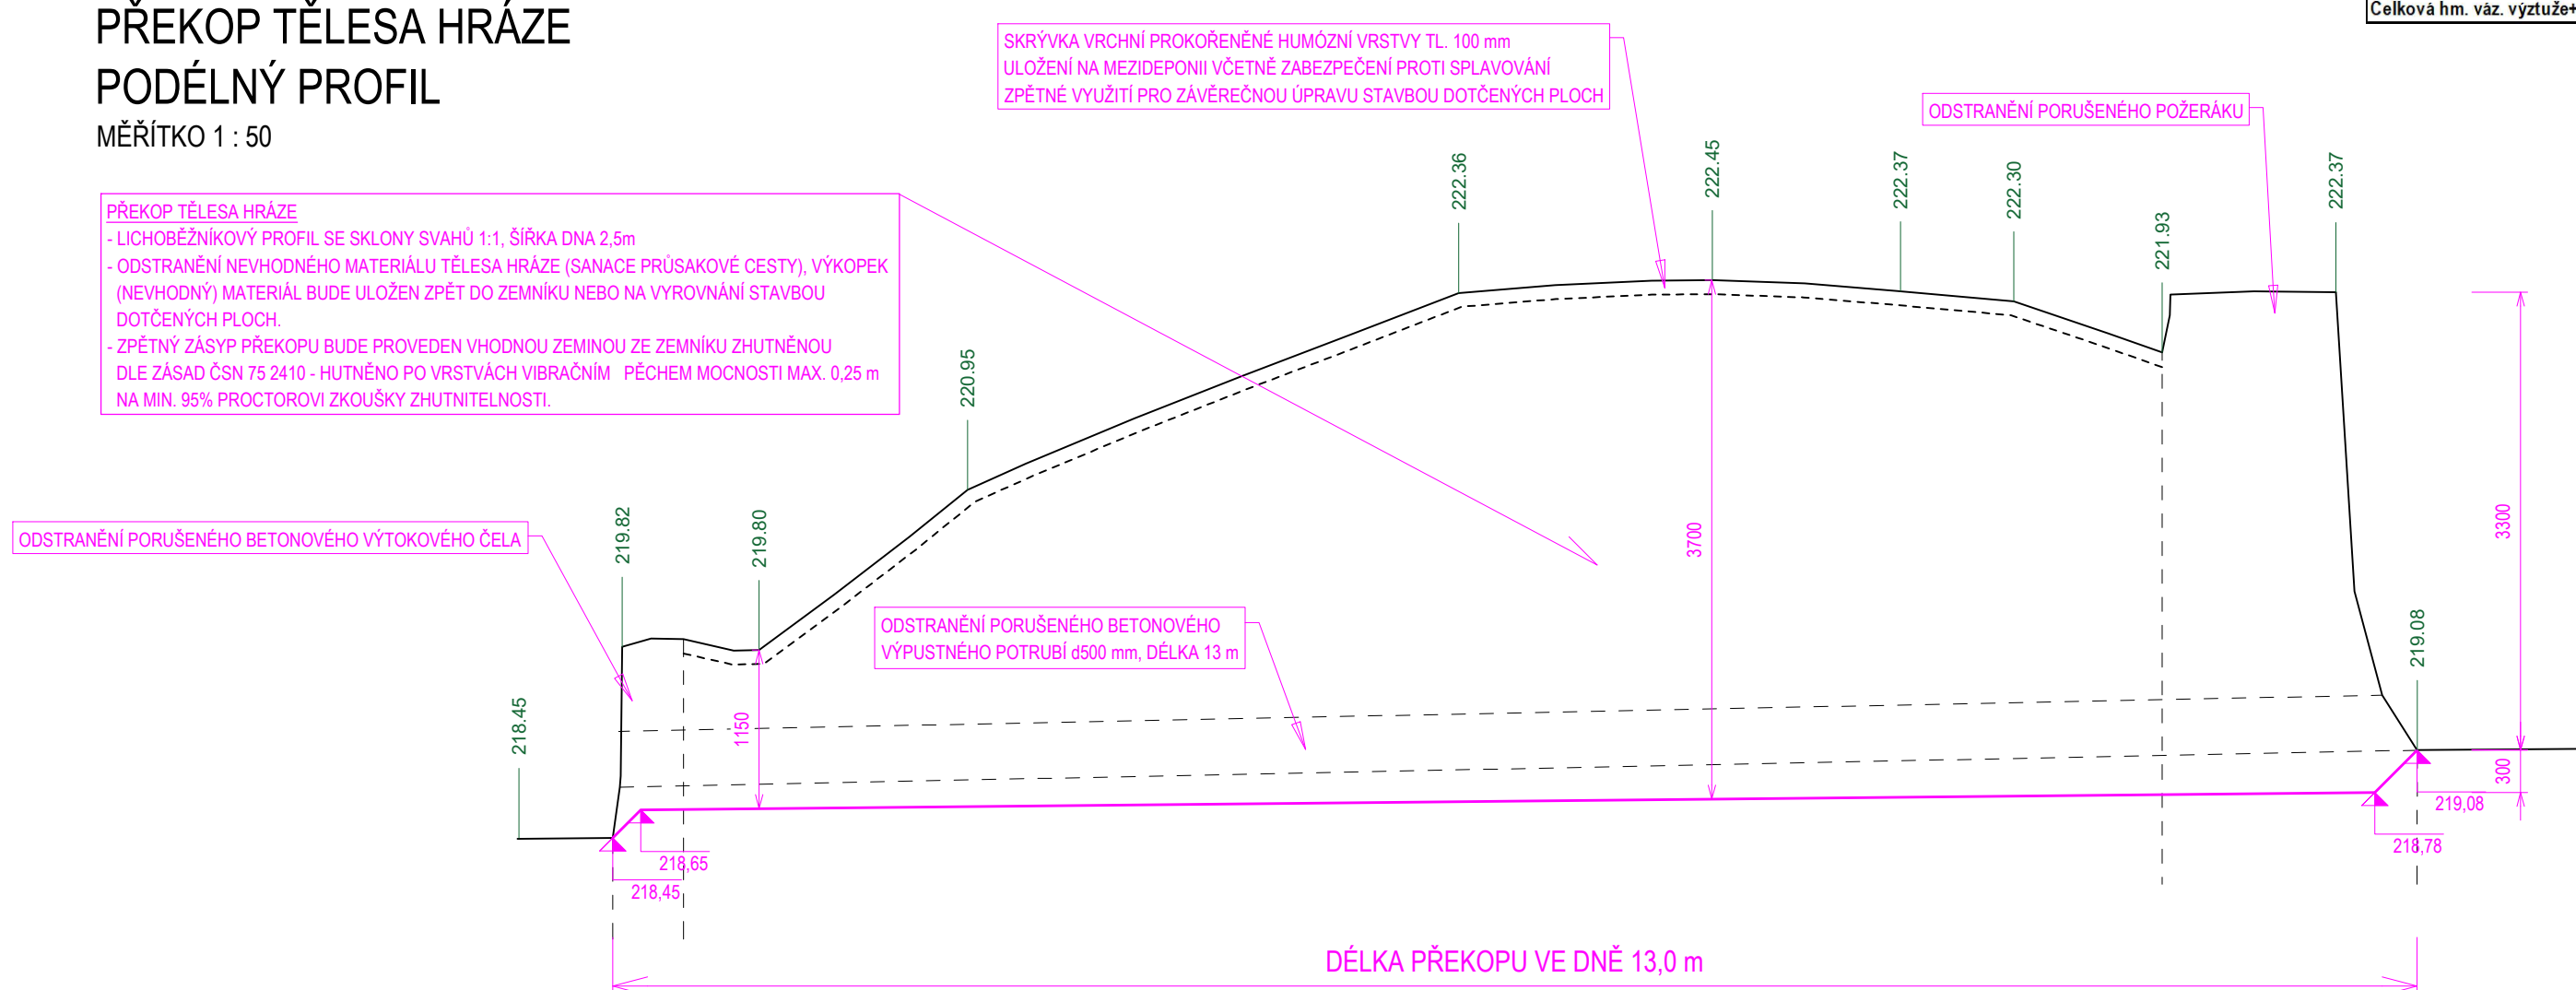 PŘEKOP TĚLESA HRÁZE
PODÉLNÝ PROFIL
MĚŘÍTKO 1 : 50
Celková hm. váz. výztuže+
SKRÝVKA VRCHNÍ PROKOŘENĚNÉ HUMÓZNÍ VRSTVY TL. 100 mm
ULOŽENÍ NA MEZIDEPONII VČETNĚ ZABEZPEČENÍ PROTI SPLAVOVÁNÍ
ZPĚTNÉ VYUŽITÍ PRO ZÁVĚREČNOU ÚPRAVU STAVBOU DOTČENÝCH PLOCH
ODSTRANĚNÍ PORUŠENÉHO POŽERÁKU
PŘEKOP TĚLESA HRÁZE
- LICHOBĚŽNÍKOVÝ PROFIL SE SKLONY SVAHŮ 1:1, ŠÍŘKA DNA 2,5m
- ODSTRANĚNÍ NEVHODNÉHO MATERIÁLU TĚLESA HRÁZE (SANACE PRŮSAKOVÉ CESTY), VÝKOPEK
(NEVHODNÝ) MATERIÁL BUDE ULOŽEN ZPĚT DO ZEMNÍKU NEBO NA VYROVNÁNÍ STAVBOU
DOTČENÝCH PLOCH.
- ZPĚTNÝ ZÁSYP PŘEKOPU BUDE PROVEDEN VHODNOU ZEMINOU ZE ZEMNÍKU ZHUTNĚNOU
DLE ZÁSAD ČSN 75 2410 - HUTNĚNO PO VRSTVÁCH VIBRAČNÍM PĚCHEM MOCNOSTI MAX. 0,25 m
NA MIN. 95% PROCTOROVI ZKOUŠKY ZHUTNITELNOSTI.
222.36
222.45
222.37
222.30
221.93
222.37
220.95
219.82
219.80
218.45
219.08
ODSTRANĚNÍ PORUŠENÉHO BETONOVÉHO VÝTOKOVÉHO ČELA
ODSTRANĚNÍ PORUŠENÉHO BETONOVÉHO
VÝPUSTNÉHO POTRUBÍ d500 mm, DÉLKA 13 m
1150
3700
3300
300
219,08
218,78
218,65
218,45
DÉLKA PŘEKOPU VE DNĚ 13,0 m